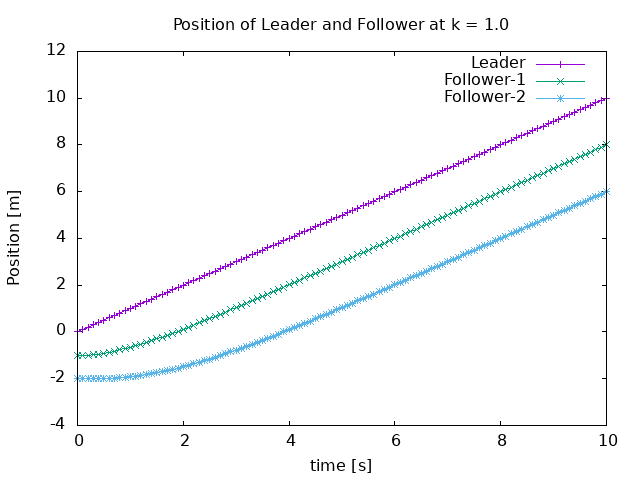 Position of Leader and Follower at k = 1.0
Leader
Follower-1
Follower-2
Position [m]
12
10
8
6
4
2
0
-2
-4
0 2 4 6 8 10
time [s]